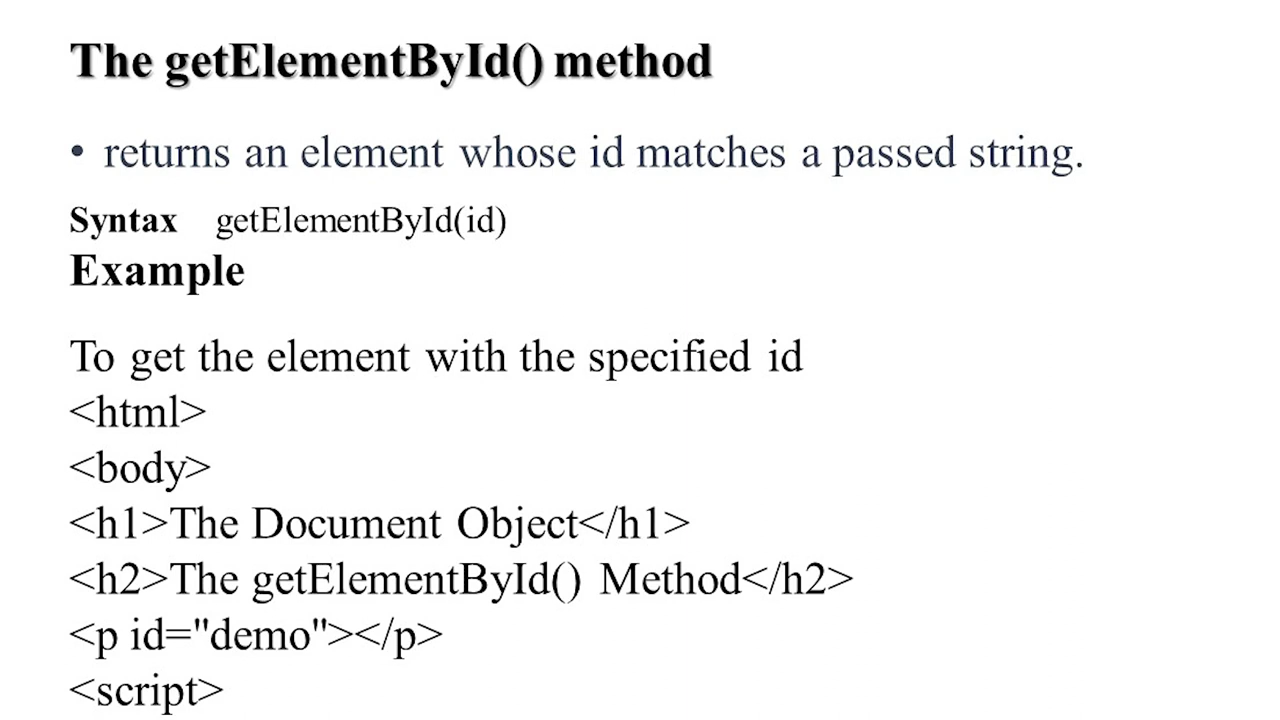 The getElementById() method
• returns an element whose id matches a passed string.
Syntax getElementById(id)
Example
To get the element with the specified id
<html>
<body>
<h1>The Document Object</h1>
<h2>The getElementById() Method</h2>
<p id="demo"></p>
<script>